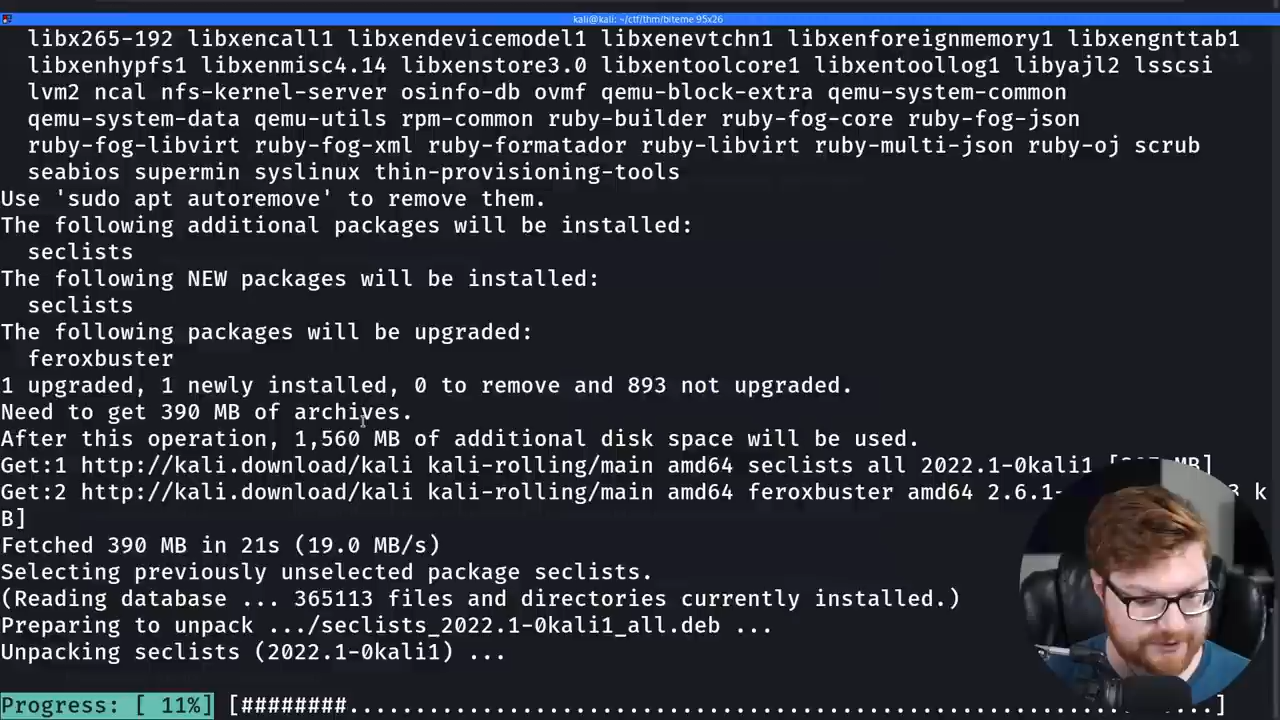 kali@kali: ~/ctf/thm/biteme 95x26
libx265-192 libxencall1 libxendevicemodel1 libxenevtchn1 libxenforeignmemory1 libxengnttab1
libxenhypfs1 libxenmisc4.14 libxenstore3.0 libxentoolcore1 libxentoollog1 libyajl2 lsscsi
lvm2 ncal nfs-kernel-server osinfo-db ovmf qemu-block-extra qemu-system-common
qemu-system-data qemu-utils rpm-common ruby-builder ruby-fog-core ruby-fog-json
ruby-fog-libvirt ruby-fog-xml ruby-formatador ruby-libvirt ruby-multi-json ruby-oj scrub
seabios supermin syslinux thin-provisioning-tools
Use 'sudo apt autoremove' to remove them.
The following additional packages will be installed:
seclists
The following NEW packages will be installed:
seclists
The following packages will be upgraded:
feroxbuster
1 upgraded, 1 newly installed, 0 to remove and 893 not upgraded.
Need to get 390 MB of archives.
After this operation, 1,560 MB of additional disk space will be used.
Get:1 http://kali.download/kali kali-rolling/main amd64 seclists all 2022.1-0kali1 MB]
Get:2 http://kali.download/kali kali-rolling/main amd64 feroxbuster amd64 2.6.1- k
B]
Fetched 390 MB in 21s (19.0 MB/s)
Selecting previously unselected package seclists.
(Reading database ... 365113 files and directories currently installed.)
Preparing to unpack .../seclists_2022.1-0kali1_all.deb ...
Unpacking seclists (2022.1-0kali1) ...
Progress: [ 11%] [########..........................................................................]